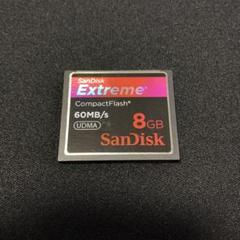 SanDisk
Extreme®
CompactFlash®
60MB/s
UDMA
8GB
SanDisk